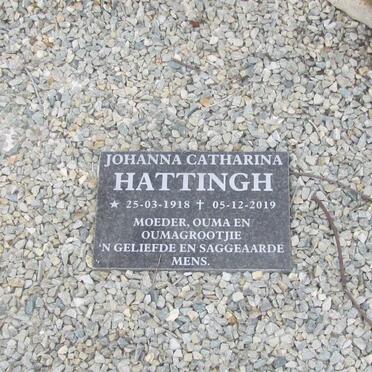 JOHANNA CATHARINA
HATTINGH
★ 25-03-1918 ✝ 05-12-2019
MOEDER, OUMA EN
OUMAGROOTJIE
'N GELIEFDE EN SAGGEAARDE
MENS.